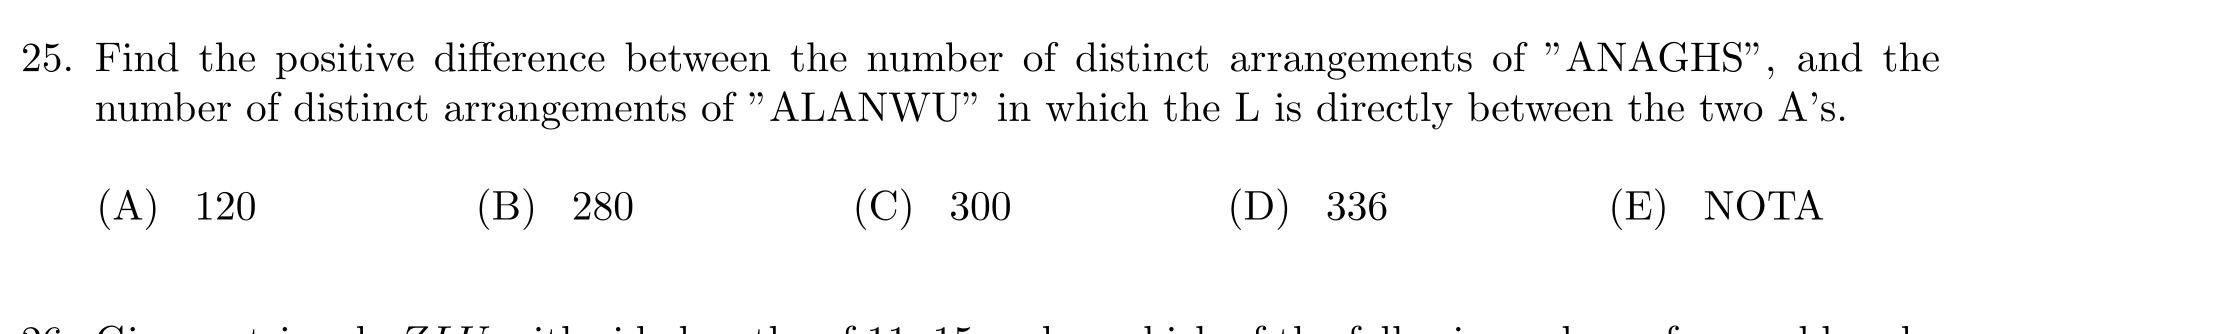 25. Find the positive difference between the number of distinct arrangements of ”ANAGHS”, and the
number of distinct arrangements of ”ALANWU” in which the L is directly between the two A’s.
(A) 120 (B) 280 (C) 300 (D) 336 (E) NOTA